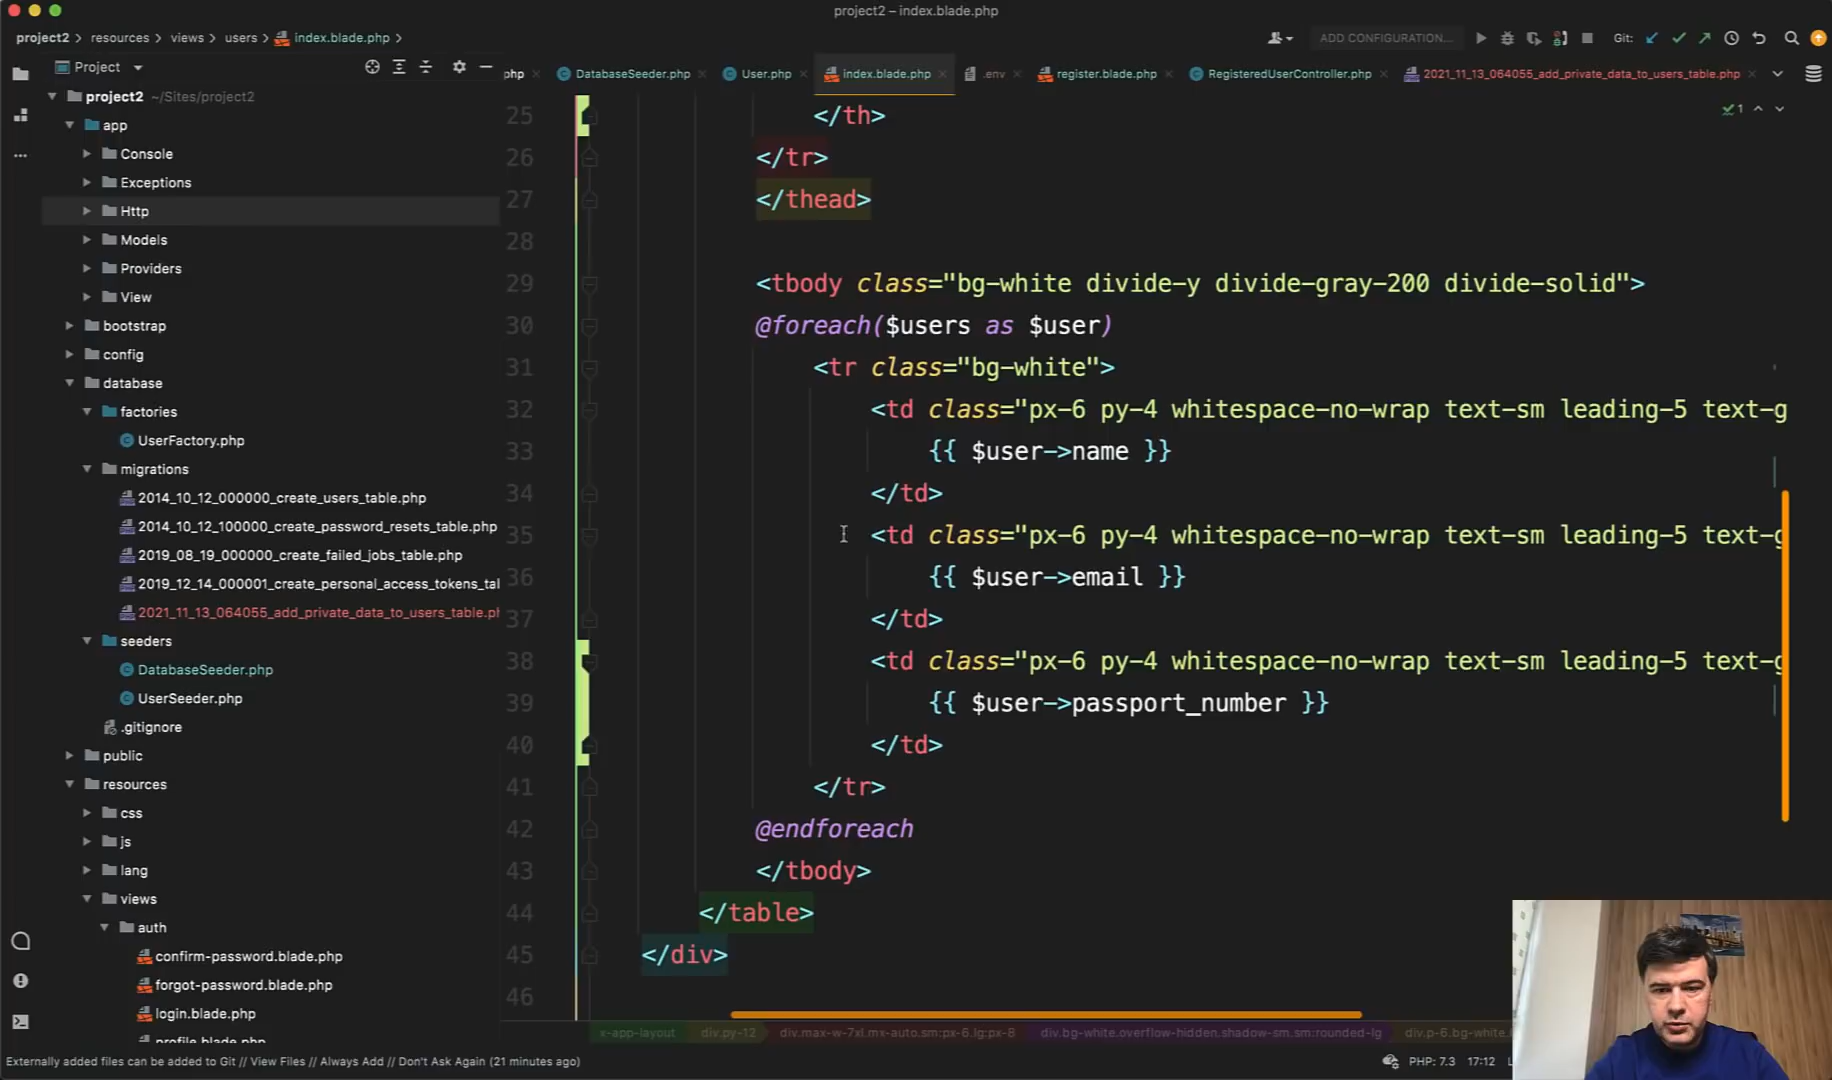 project2 – index.blade.php
project2 > resources > views > users > index.blade.php >
ADD CONFIGURATION...
Git:
Project
php
DatabaseSeeder.php
User.php
index.blade.php
.env
register.blade.php
RegisteredUserController.php
2021_11_13_064055_add_private_data_to_users_table.php
1
project2 ~/Sites/project2
app
Console
Exceptions
Http
Models
Providers
View
bootstrap
config
database
factories
UserFactory.php
migrations
2014_10_12_000000_create_users_table.php
2014_10_12_100000_create_password_resets_table.php
2019_08_19_000000_create_failed_jobs_table.php
2019_12_14_000001_create_personal_access_tokens_tal
2021_11_13_064055_add_private_data_to_users_table.pl
seeders
DatabaseSeeder.php
UserSeeder.php
.gitignore
public
resources
css
js
lang
views
auth
confirm-password.blade.php
forgot-password.blade.php
login.blade.php
profile.blade.php
25 </th>
26 </tr>
27 </thead>
28
29 <tbody class="bg-white divide-y divide-gray-200 divide-solid">
30 @foreach($users as $user)
31 <tr class="bg-white">
32 <td class="px-6 py-4 whitespace-no-wrap text-sm leading-5 text-g
33 {{ $user->name }}
34 </td>
35 <td class="px-6 py-4 whitespace-no-wrap text-sm leading-5 text-g
36 {{ $user->email }}
37 </td>
38 <td class="px-6 py-4 whitespace-no-wrap text-sm leading-5 text-g
39 {{ $user->passport_number }}
40 </td>
41 </tr>
42 @endforeach
43 </tbody>
44 </table>
45 </div>
46
x-app-layout div.py-12 div.max-w-7xl.mx-auto.sm:px-6.lg:px-8 div.bg-white.overflow-hidden.shadow-sm.sm:rounded-lg div.p-6.bg-white.
Externally added files can be added to Git // View Files // Always Add // Don't Ask Again (21 minutes ago)
PHP: 7.3 17:12